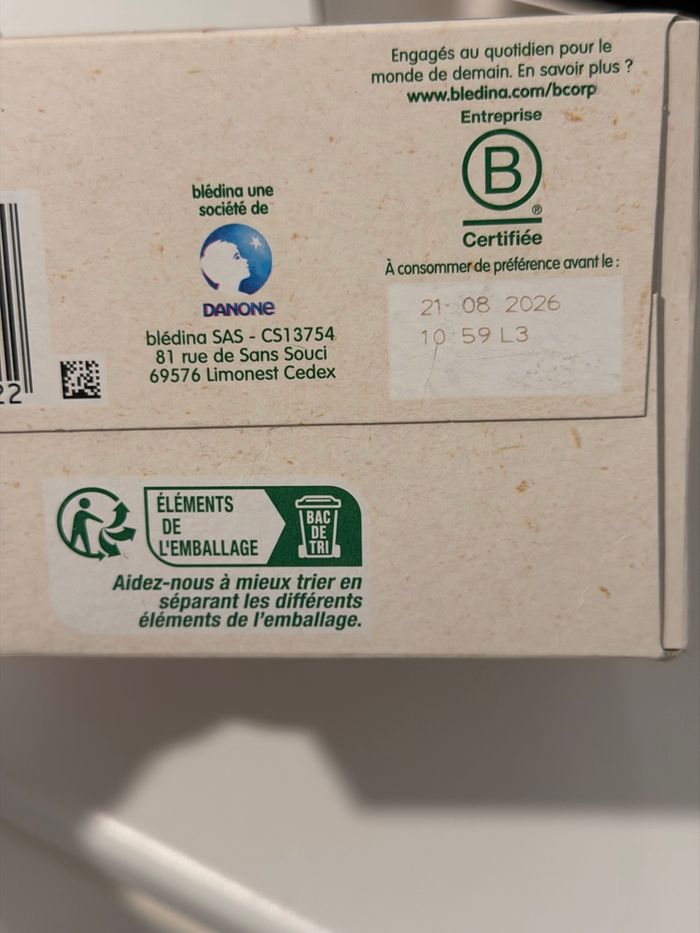 Engagés au quotidien pour le
monde de demain. En savoir plus ?
www.bledina.com/bcorp
Entreprise
B
®
Certifiée
À consommer de préférence avant le :
21 08 2026
10 59 L3
blédina une
société de
DANONE
blédina SAS - CS13754
81 rue de Sans Souci
69576 Limonest Cedex
22
ÉLÉMENTS
DE
L'EMBALLAGE
BAC
DE
TRI
Aidez-nous à mieux trier en
séparant les différents
éléments de l'emballage.